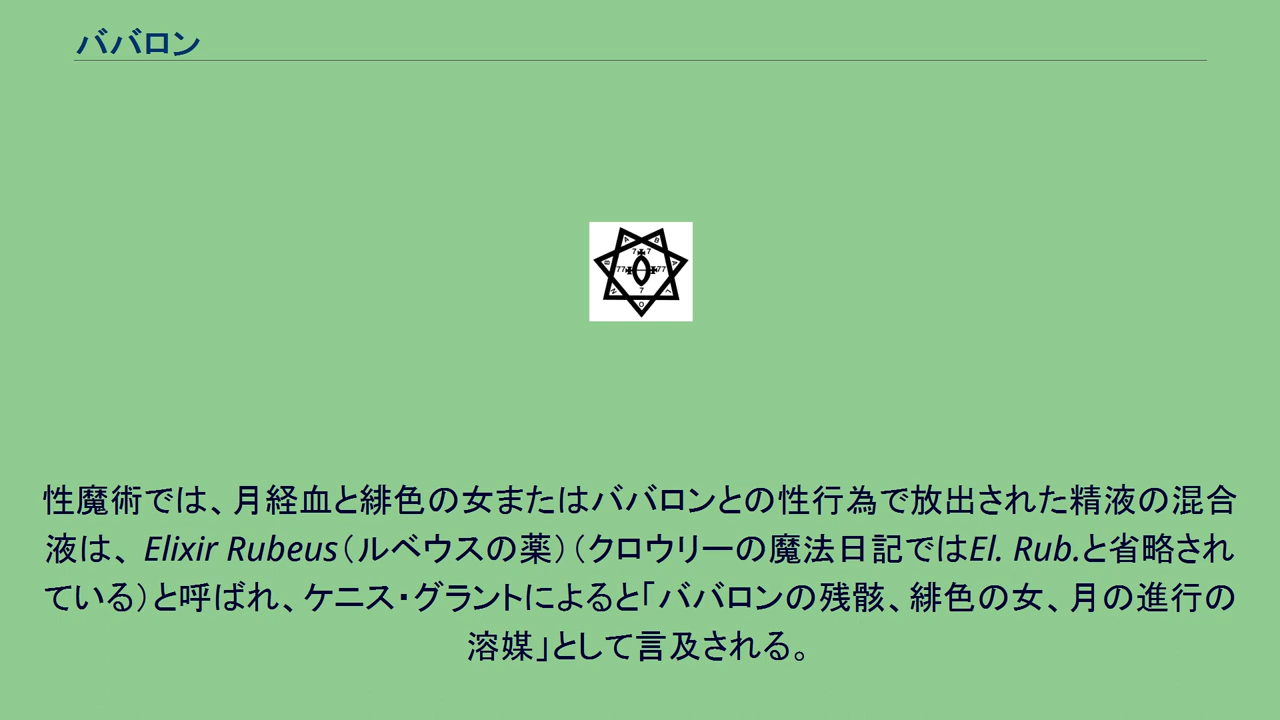 ババロン
A B
7 7
B A
77 77
7
N L
O
性魔術では、月経血と緋色の女またはババロンとの性行為で放出された精液の混合
液は、Elixir Rubeus（ルベウスの薬）（クロウリーの魔法日記ではEl. Rub.と省略され
ている）と呼ばれ、ケニス・グラントによると「ババロンの残骸、緋色の女、月の進行の
溶媒」として言及される。